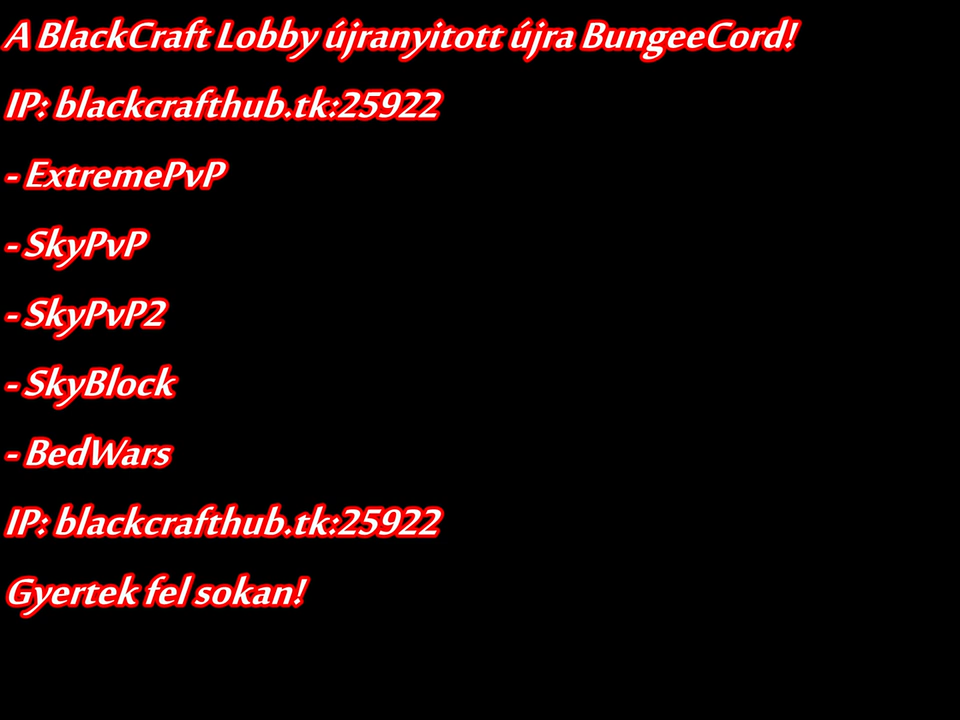 A BlackCraft Lobby újranyitott újra BungeeCord!
IP: blackcrafthub.tk:25922
- ExtremePvP
- SkyPvP
- SkyPvP2
- SkyBlock
- BedWars
IP: blackcrafthub.tk:25922
Gyertek fel sokan!